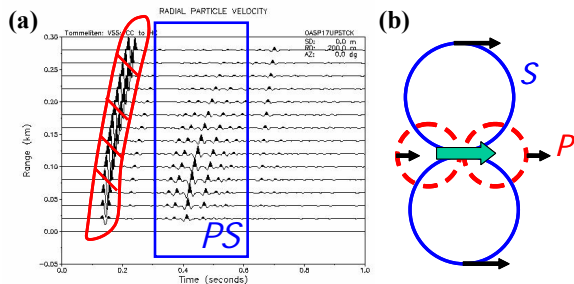 (a)
RADIAL PARTICLE VELOCITY
Tommeliten: VSS: CC to HC
OASP17UPSTCK
SD: 0.0 m
RD: 200.0 m
AZ: 0.0 dg
Range (km)
0.30
0.25
0.20
0.15
0.10
0.05
0.00
-0.05
PS
0.0
0.2
0.4
0.6
0.8
1.0
Time (seconds)
(b)
S
P